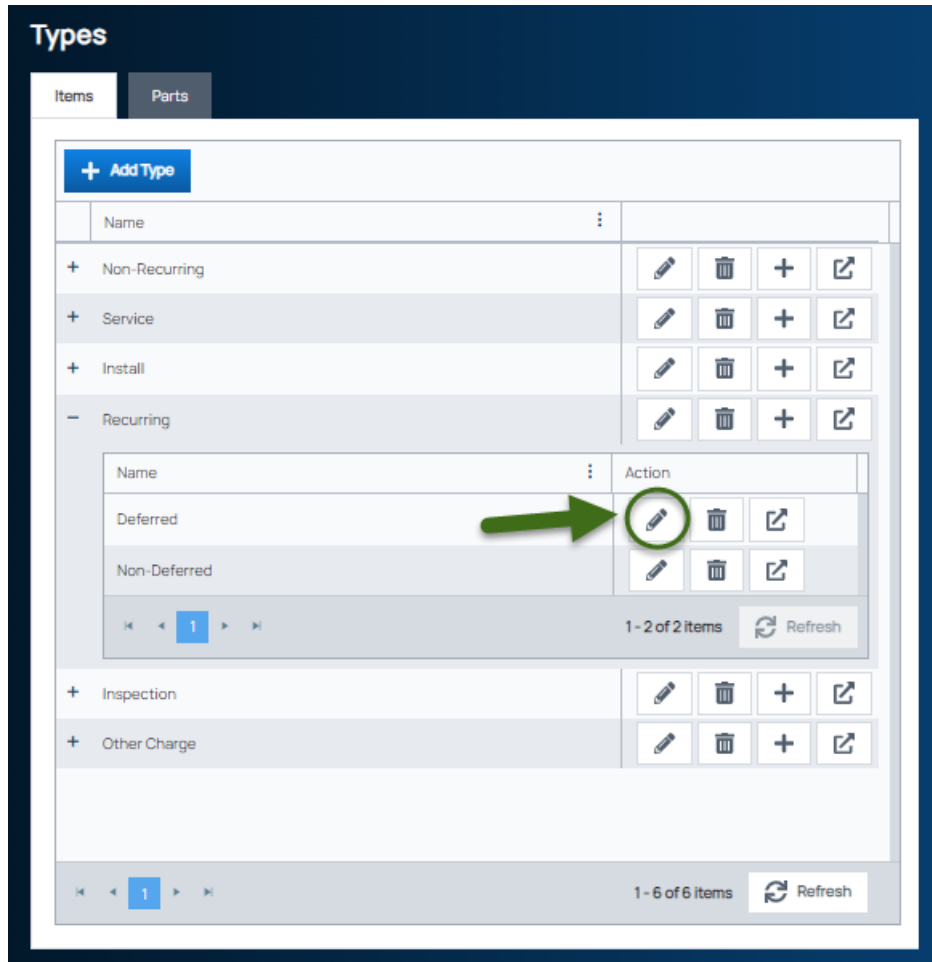 Types
Items Parts
+ Add Type
Name
+ Non-Recurring
+ Service
+ Install
− Recurring
Name Action
Deferred
Non-Deferred
1 1 - 2 of 2 items Refresh
+ Inspection
+ Other Charge
1 1 - 6 of 6 items Refresh